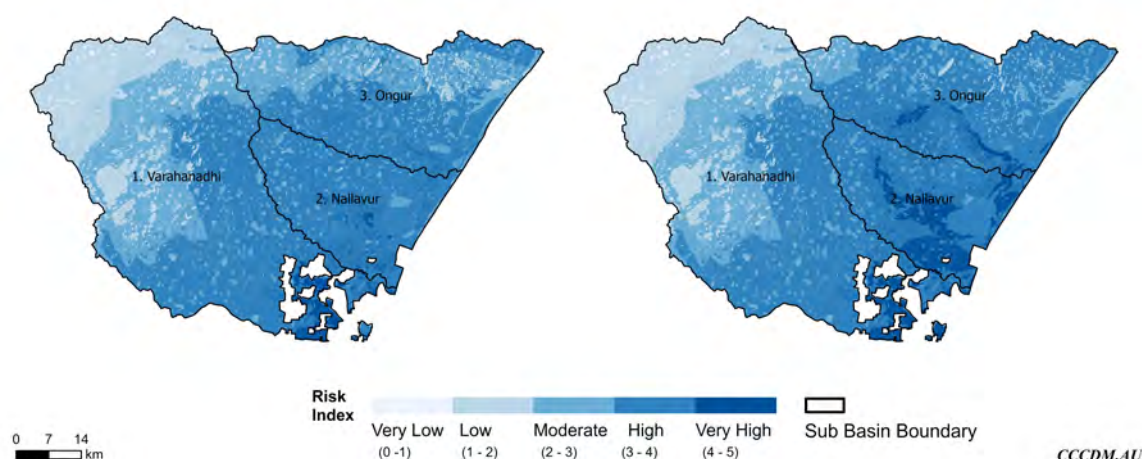 3. Ongur
1. Varahanadhi
2. Nallavur
3. Ongur
1. Varahanadhi
2. Nallavur
Risk
Index
Very Low Low Moderate High Very High Sub Basin Boundary
(0 -1) (1 - 2) (2 - 3) (3 - 4) (4 - 5)
0 7 14
km
CCCDM,AU